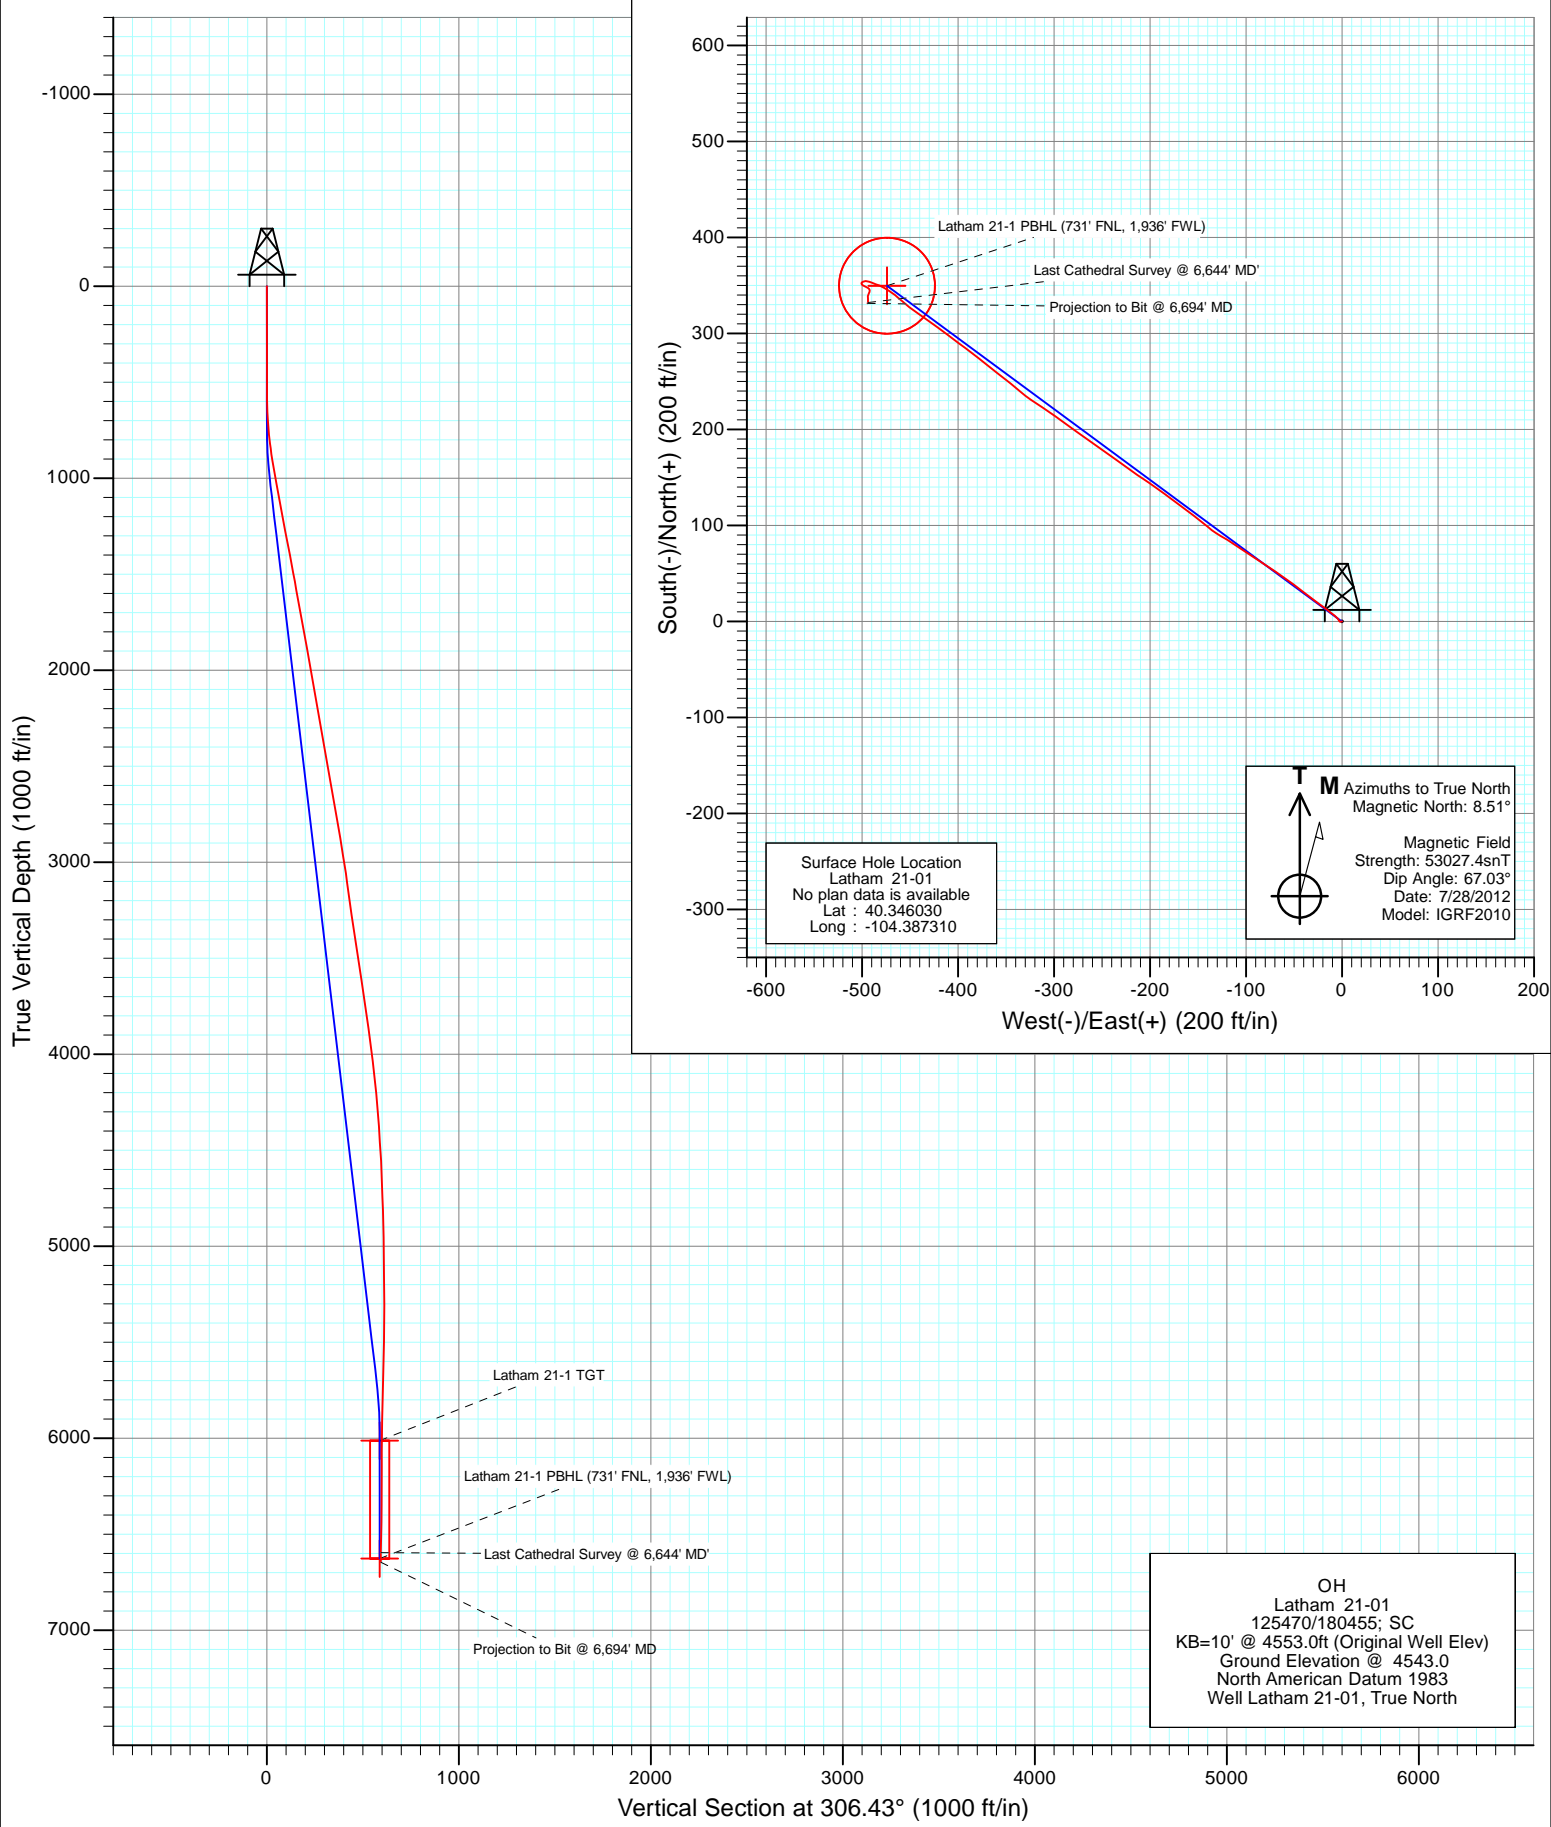 True Vertical Depth (1000 ft/in)
-1000
0
1000
2000
3000
4000
5000
6000
7000
Latham 21-1 TGT
Latham 21-1 PBHL (731' FNL, 1,936' FWL)
Last Cathedral Survey @ 6,644' MD'
Projection to Bit @ 6,694' MD
0
1000
2000
3000
4000
5000
6000
Vertical Section at 306.43° (1000 ft/in)
South(-)/North(+) (200 ft/in)
600
500
400
300
200
100
0
-100
-200
-300
Latham 21-1 PBHL (731' FNL, 1,936' FWL)
Last Cathedral Survey @ 6,644' MD'
Projection to Bit @ 6,694' MD
Surface Hole Location
Latham 21-01
No plan data is available
Lat : 40.346030
Long : -104.387310
T
M
Azimuths to True North
Magnetic North: 8.51°
Magnetic Field
Strength: 53027.4snT
Dip Angle: 67.03°
Date: 7/28/2012
Model: IGRF2010
-600
-500
-400
-300
-200
-100
0
100
200
West(-)/East(+) (200 ft/in)
OH
Latham 21-01
125470/180455; SC
KB=10' @ 4553.0ft (Original Well Elev)
Ground Elevation @ 4543.0
North American Datum 1983
Well Latham 21-01, True North